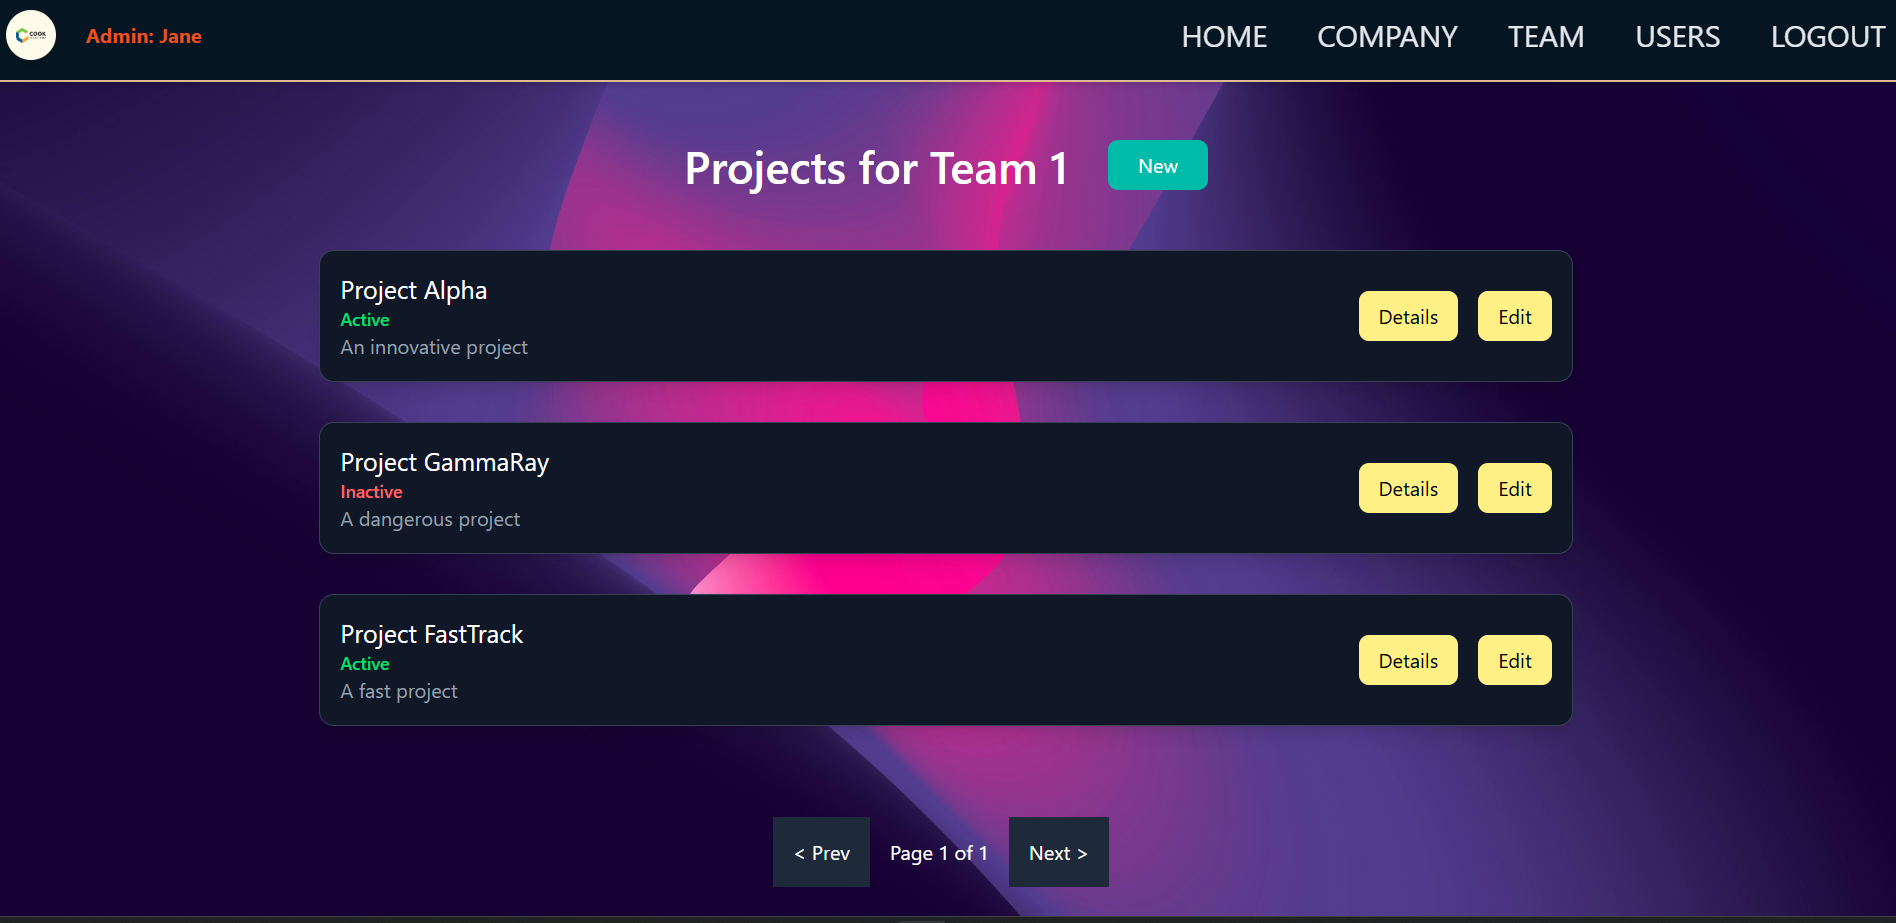 COOK
Admin: Jane
HOME
COMPANY
TEAM
USERS
LOGOUT
Projects for Team 1
New
Project Alpha
Active
An innovative project
Details
Edit
Project GammaRay
Inactive
A dangerous project
Details
Edit
Project FastTrack
Active
A fast project
Details
Edit
< Prev
Page 1 of 1
Next >